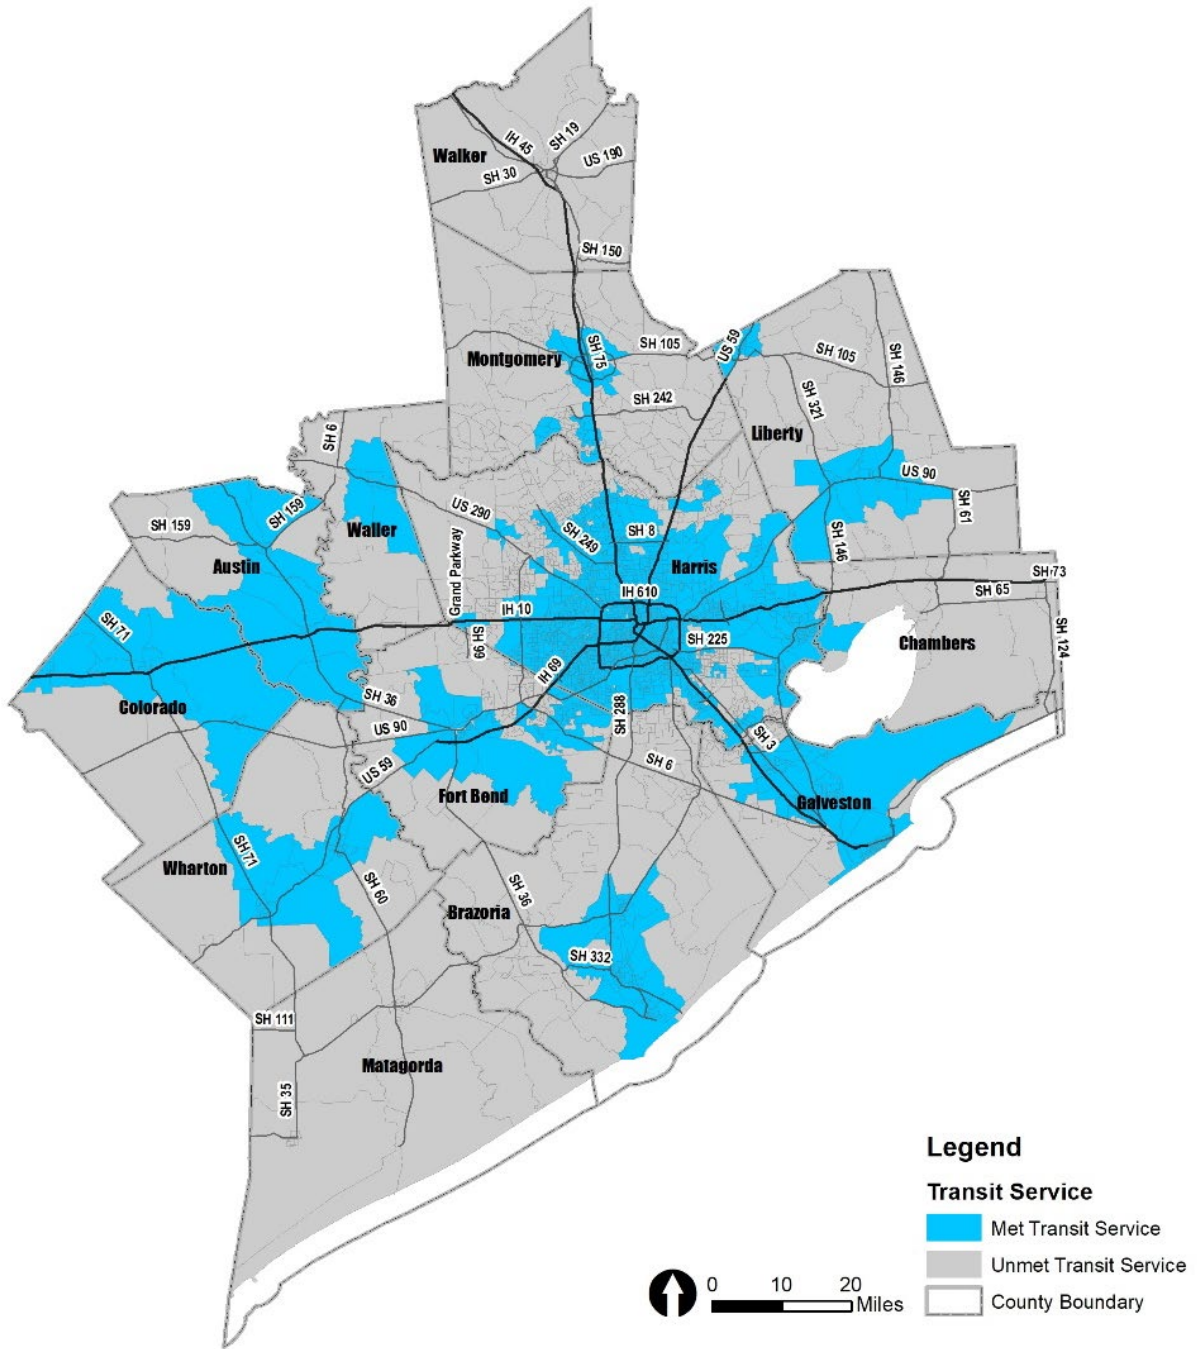 IH 45
SH 19
Walker
US 190
SH 30
SH 150
SH 75
SH 105
US 59
SH 105
SH 146
Montgomery
SH 242
SH 321
SH 6
Liberty
US 90
SH 159
SH 159
US 290
Waller
SH 249
SH 8
SH 61
SH 146
Austin
Grand Parkway
Harris
SH 73
SH 65
IH 610
IH 10
SH 71
SH 99
SH 225
Chambers
SH 124
IH 69
SH 36
Colorado
US 90
SH 288
SH 3
US 59
SH 6
Fort Bend
Galveston
SH 71
Wharton
SH 60
SH 36
Brazoria
SH 332
SH 111
Matagorda
SH 35
Legend
Transit Service
Met Transit Service
Unmet Transit Service
County Boundary
0 10 20
Miles